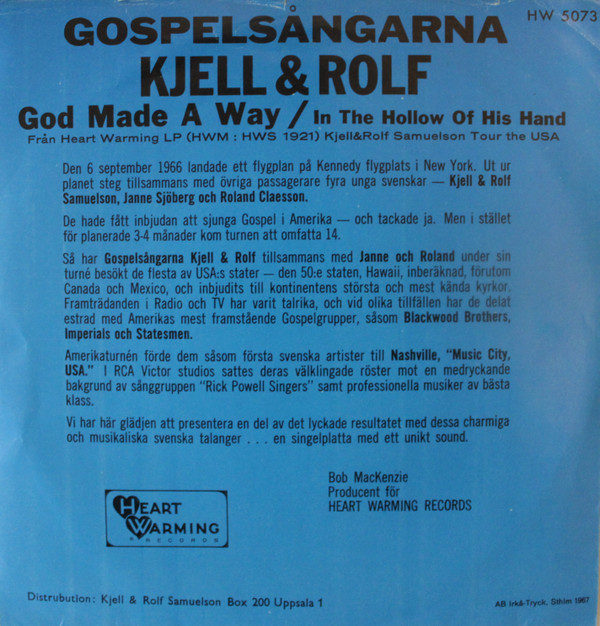 HW 5073
GOSPELSÅNGARNA
KJELL & ROLF
God Made A Way / In The Hollow Of His Hand
Från Heart Warming LP (HWM : HWS 1921) Kjell&Rolf Samuelson Tour the USA
Den 6 september 1966 landade ett flygplan på Kennedy flygplats i New York. Ut ur
planet steg tillsammans med övriga passagerare fyra unga svenskar — Kjell & Rolf
Samuelson, Janne Sjöberg och Roland Claesson.
De hade fått inbjudan att sjunga Gospel i Amerika — och tackade ja. Men i stället
för planerade 3-4 månader kom turnen att omfatta 14.
Så har Gospelsångarna Kjell & Rolf tillsammans med Janne och Roland under sin
turné besökt de flesta av USA:s stater — den 50:e staten, Hawaii, inberäknad, förutom
Canada och Mexico, och inbjudits till kontinentens största och mest kända kyrkor.
Framträdanden i Radio och TV har varit talrika, och vid olika tillfällen har de delat
estrad med Amerikas mest framstående Gospelgrupper, såsom Blackwood Brothers,
Imperials och Statesmen.
Amerikaturnén förde dem såsom första svenska artister till Nashville, "Music City,
USA." I RCA Victor studios sattes deras välklingade röster mot en medryckande
bakgrund av sånggruppen "Rick Powell Singers" samt professionella musiker av bästa
klass.
Vi har här glädjen att presentera en del av det lyckade resultatet med dessa charmiga
och musikaliska svenska talanger . . . en singelplatta med ett unikt sound.
Bob MacKenzie
Producent för
HEART WARMING RECORDS
HEART
WARMING
RECORDS
Distrubution: Kjell & Rolf Samuelson Box 200 Uppsala 1
AB Irkå-Tryck, Sthlm 1967